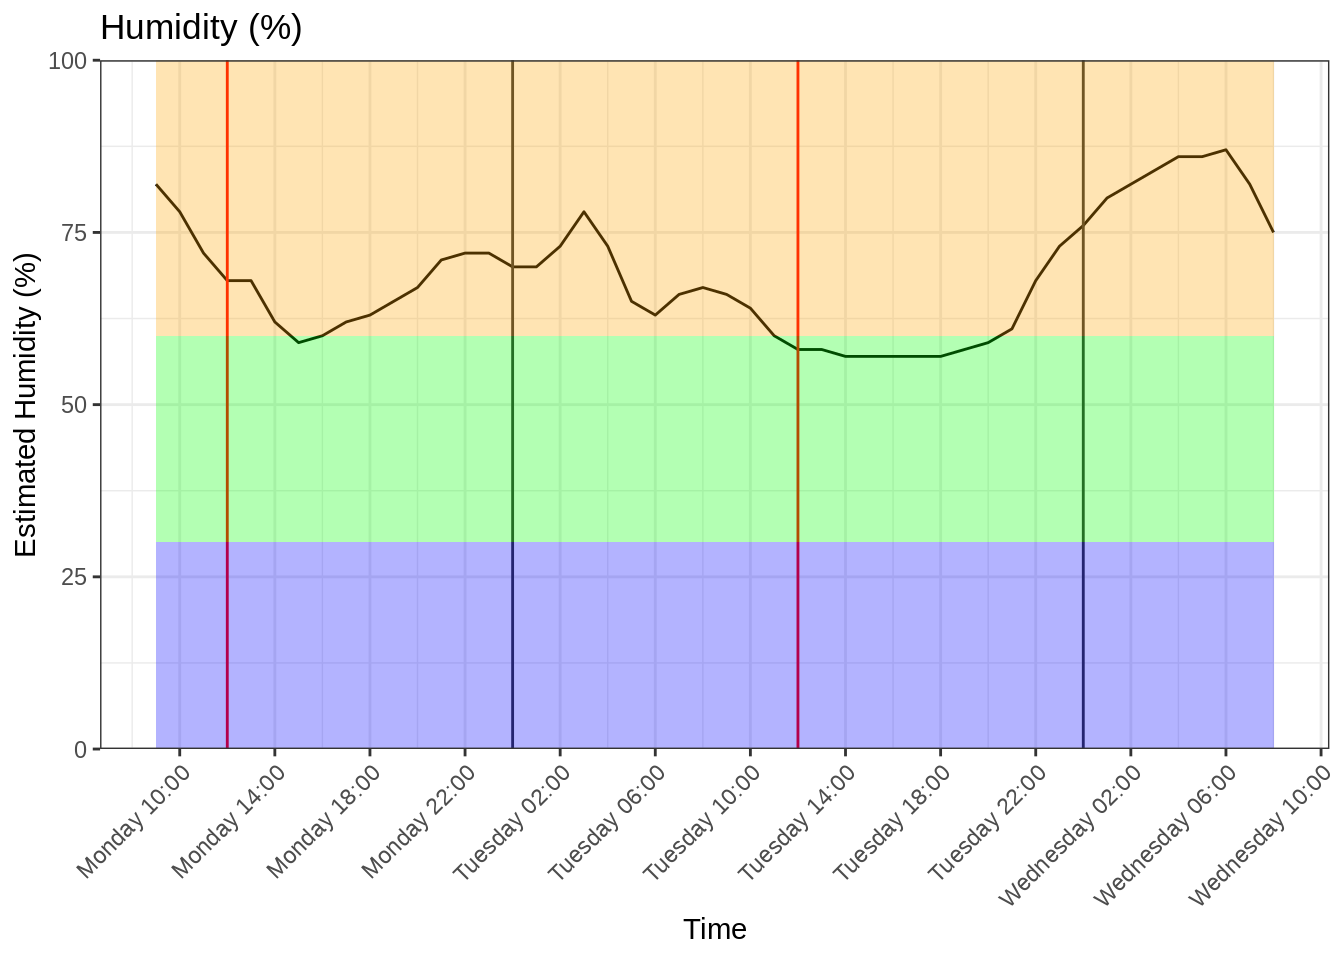 Humidity (%)
Estimated Humidity (%)
100
75
50
25
0
Monday 10:00
Monday 14:00
Monday 18:00
Monday 22:00
Tuesday 02:00
Tuesday 06:00
Tuesday 10:00
Tuesday 14:00
Tuesday 18:00
Tuesday 22:00
Wednesday 02:00
Wednesday 06:00
Wednesday 10:00
Time